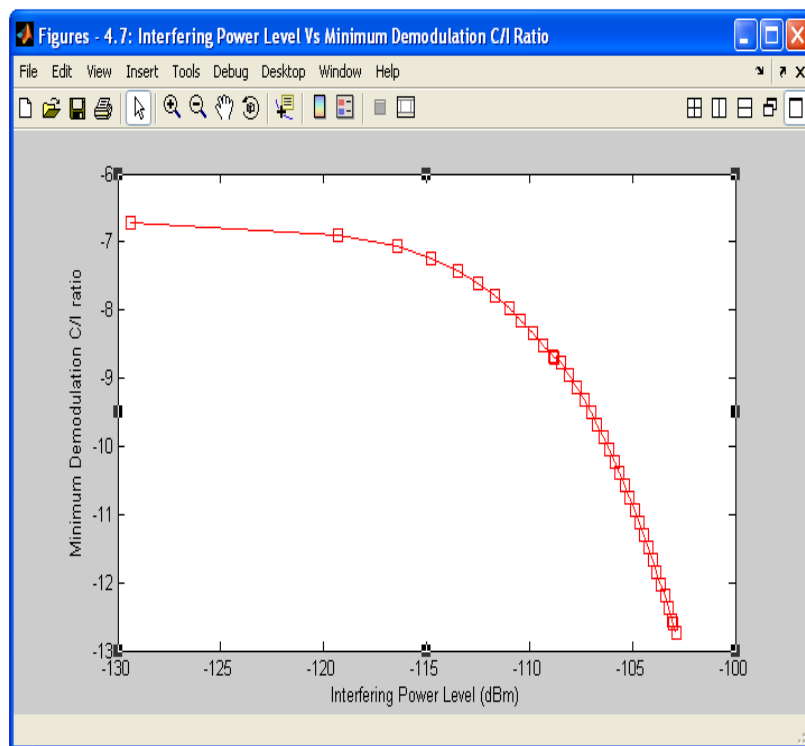 Figures - 4.7: Interfering Power Level Vs Minimum Demodulation C/I Ratio
File Edit View Insert Tools Debug Desktop Window Help
-6
-7
-8
-9
-10
-11
-12
-13
Minimum Demodulation C/I ratio
-130 -125 -120 -115 -110 -105 -100
Interfering Power Level (dBm)